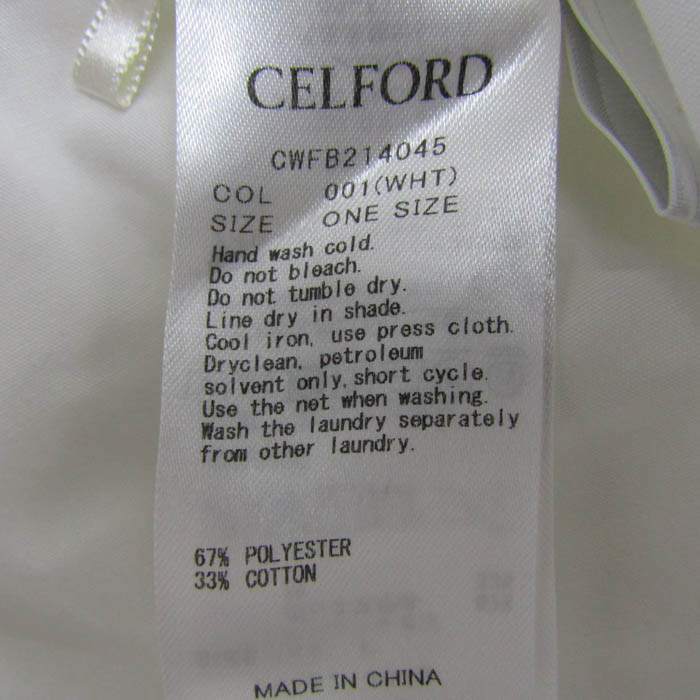 CELFORD
CWFB214045
COL 001(WHT)
SIZE ONE SIZE
Hand wash cold.
Do not bleach.
Do not tumble dry.
Line dry in shade.
Cool iron, use press cloth.
Dryclean, petroleum
solvent only, short cycle.
Use the net when washing.
Wash the laundry separately
from other laundry.
67% POLYESTER
33% COTTON
MADE IN CHINA